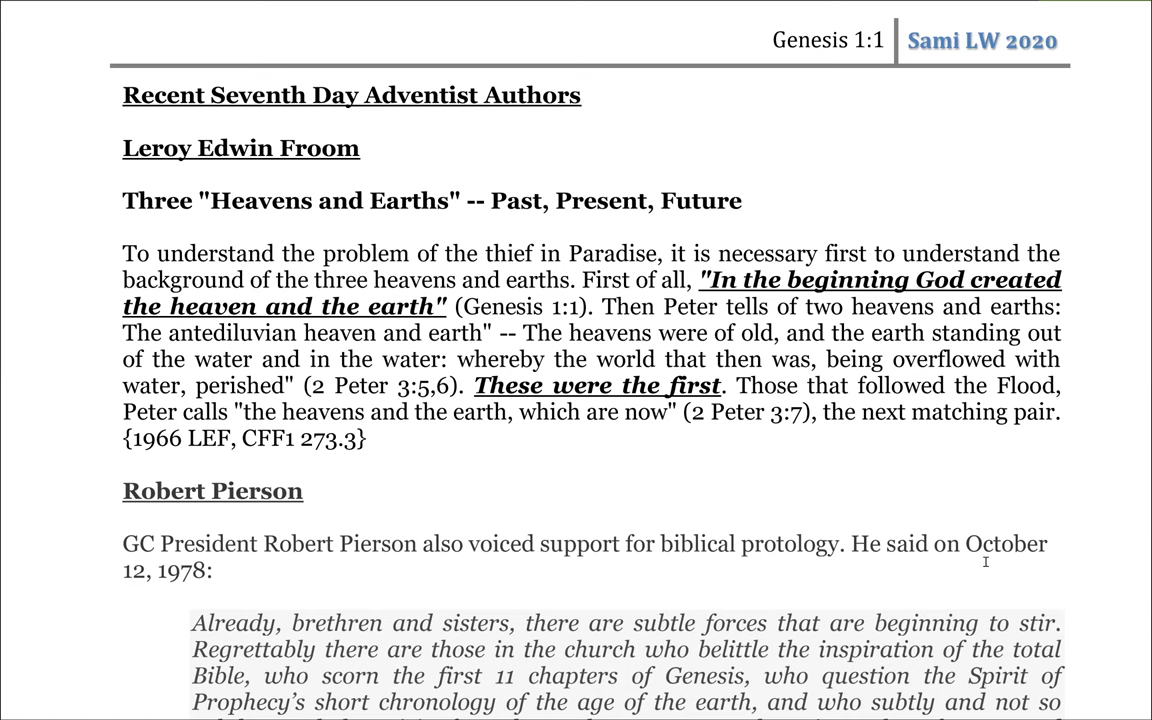 Genesis 1:1 Sami LW 2020
Recent Seventh Day Adventist Authors
Leroy Edwin Froom
Three "Heavens and Earths" -- Past, Present, Future
To understand the problem of the thief in Paradise, it is necessary first to understand the
background of the three heavens and earths. First of all, "In the beginning God created
the heaven and the earth" (Genesis 1:1). Then Peter tells of two heavens and earths:
The antediluvian heaven and earth" -- The heavens were of old, and the earth standing out
of the water and in the water: whereby the world that then was, being overflowed with
water, perished" (2 Peter 3:5,6). These were the first. Those that followed the Flood,
Peter calls "the heavens and the earth, which are now" (2 Peter 3:7), the next matching pair.
{1966 LEF, CFF1 273.3}
Robert Pierson
GC President Robert Pierson also voiced support for biblical protology. He said on October
12, 1978:
Already, brethren and sisters, there are subtle forces that are beginning to stir.
Regrettably there are those in the church who belittle the inspiration of the total
Bible, who scorn the first 11 chapters of Genesis, who question the Spirit of
Prophecy’s short chronology of the age of the earth, and who subtly and not so